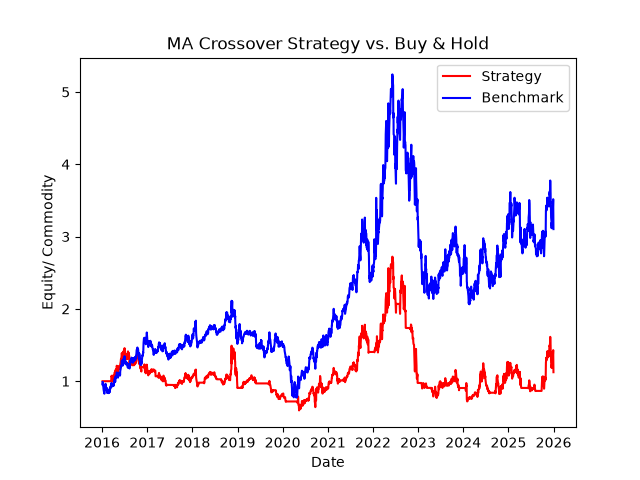 MA Crossover Strategy vs. Buy & Hold
Strategy
Benchmark
Equity/ Commodity
5
4
3
2
1
2016 2017 2018 2019 2020 2021 2022 2023 2024 2025 2026
Date